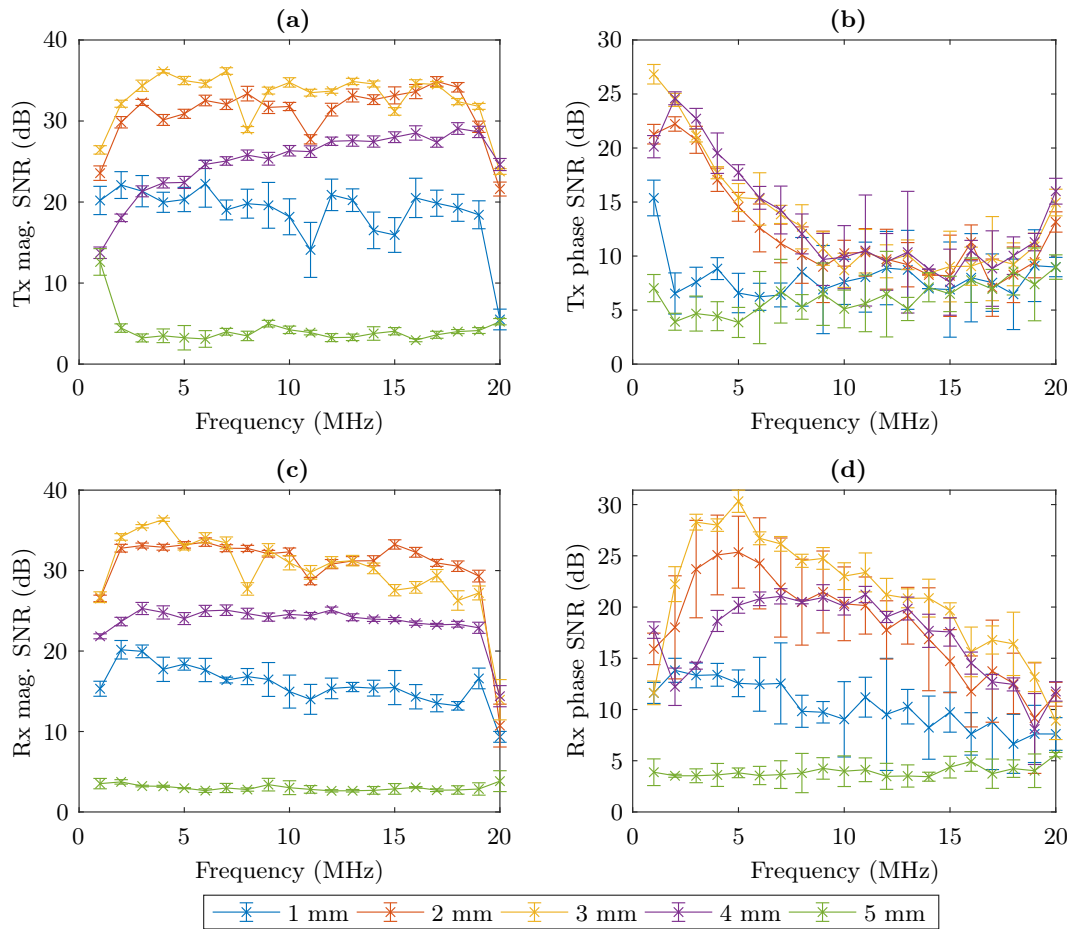 (a)
40
30
20
10
0
Tx mag. SNR (dB)
0 5 10 15 20
Frequency (MHz)
(b)
30
25
20
15
10
5
0
Tx phase SNR (dB)
0 5 10 15 20
Frequency (MHz)
(c)
40
30
20
10
0
Rx mag. SNR (dB)
0 5 10 15 20
Frequency (MHz)
(d)
30
25
20
15
10
5
0
Rx phase SNR (dB)
0 5 10 15 20
Frequency (MHz)
1 mm 2 mm 3 mm 4 mm 5 mm